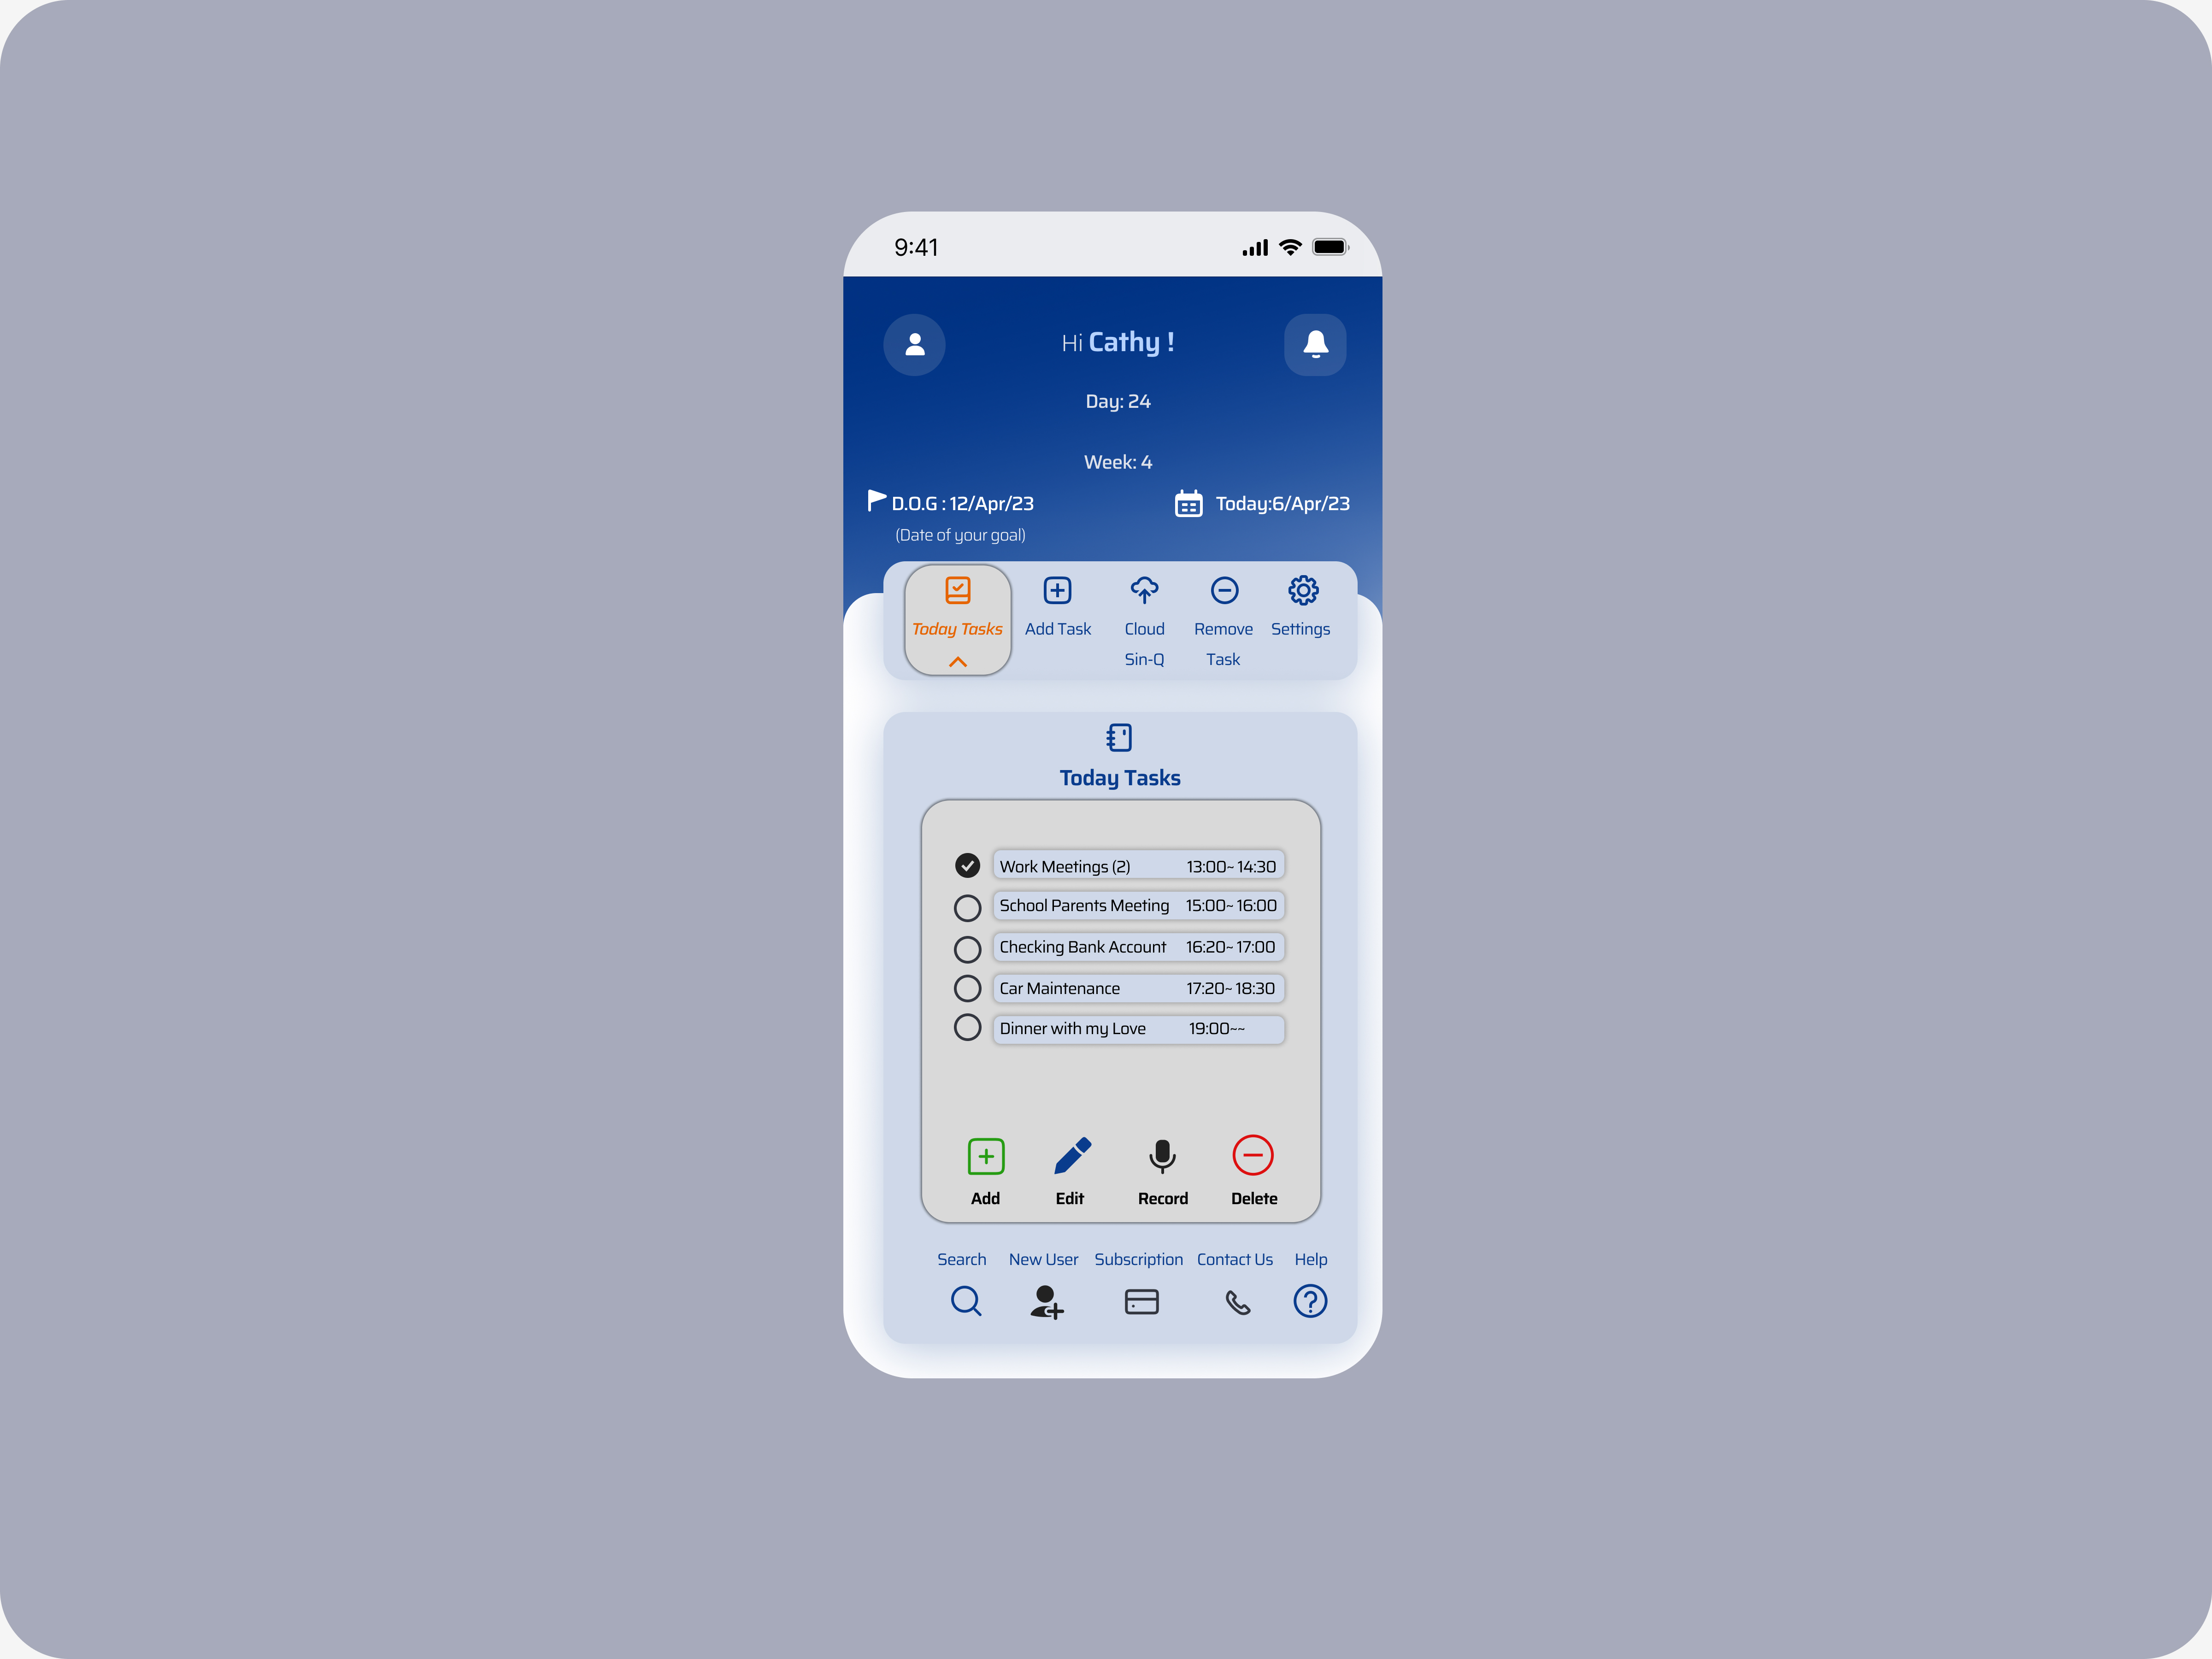 9:41
Hi Cathy !
Day: 24
Week: 4
D.O.G : 12/Apr/23
Today:6/Apr/23
(Date of your goal)
Today Tasks
Add Task
Cloud
Sin-Q
Remove
Task
Settings
Today Tasks
Work Meetings (2) 13:00~ 14:30
School Parents Meeting 15:00~ 16:00
Checking Bank Account 16:20~ 17:00
Car Maintenance 17:20~ 18:30
Dinner with my Love 19:00~~
Add Edit Record Delete
Search New User Subscription Contact Us Help